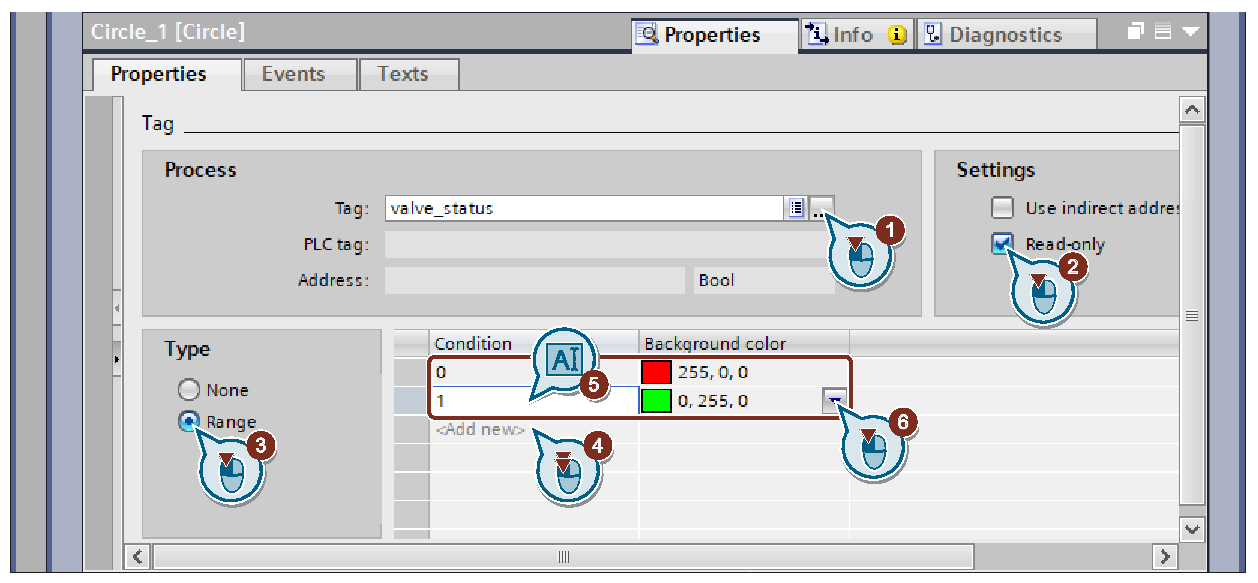 Circle_1 [Circle] Properties Info Diagnostics
Properties Events Texts
Tag
Process Settings
Tag: valve_status ... Use indirect addres
1
PLC tag: Read-only
2
Address: Bool
Type Condition Background color
AI
0 255, 0, 0
5
None
1 0, 255, 0
Range <Add new>
3 4 6